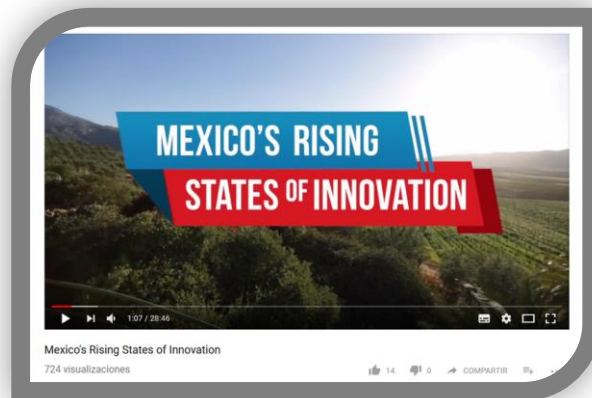 MEXICO'S RISING
STATES OF INNOVATION
1:07 / 28:46
Mexico's Rising States of Innovation
724 visualizaciones
14
0
COMPARTIR